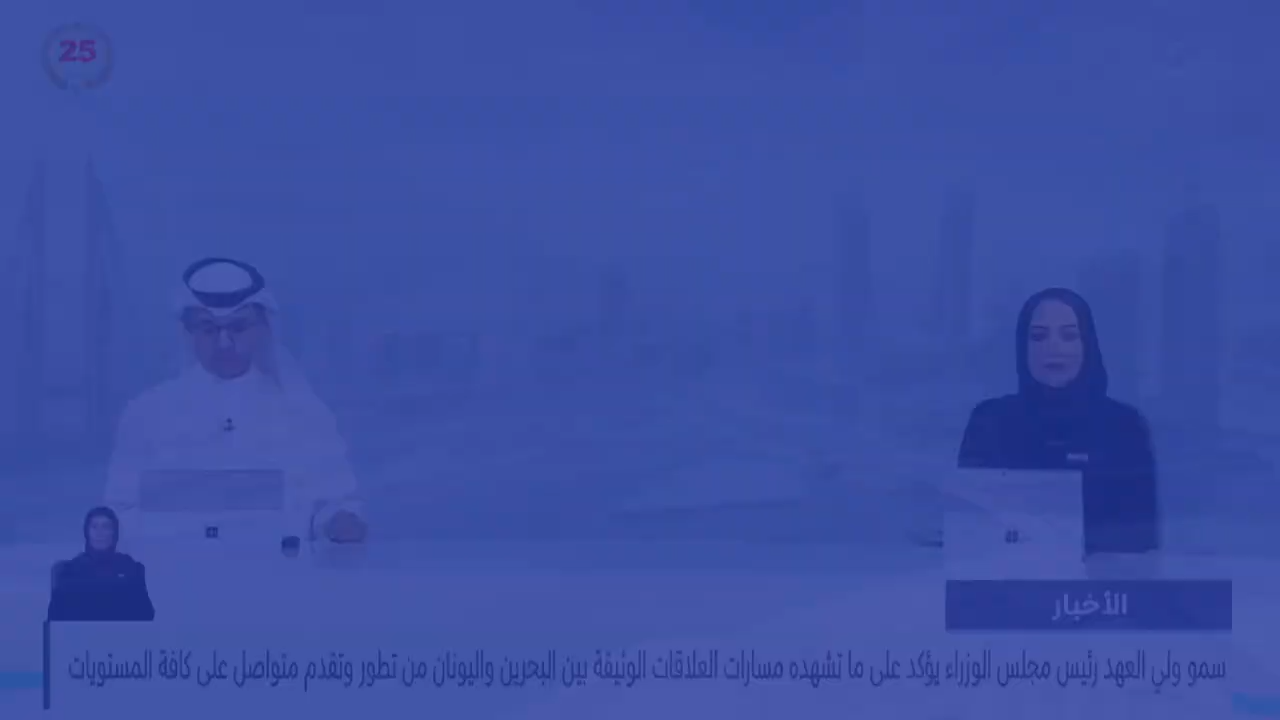 25
الأخبار
سمو ولي العهد رئيس مجلس الوزراء يؤكد على ما تشهده مسارات العلاقات الوثيقة بين البحرين واليونان من تطور وتقدم متواصل على كافة المستويات